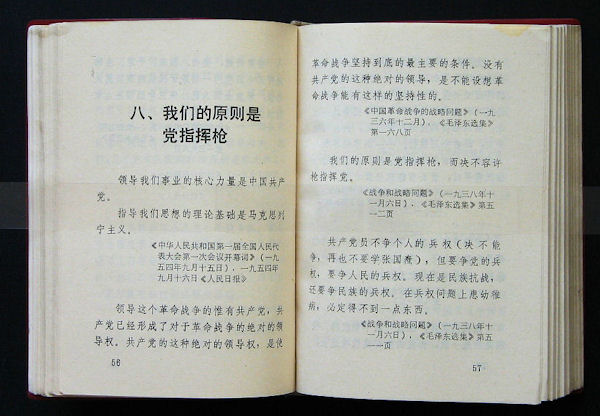 八、我们的原则是
党指挥枪
领导我们事业的核心力量是中国共产
党。
指导我们思想的理论基础是马克思列
宁主义。
《中华人民共和国第一届全国人民代
表大会第一次会议开幕词》(一九
五四年九月十五日),一九五四年
九月十六日《人民日报》
领导这个革命战争的惟有共产党,共
产党已经形成了对于革命战争的绝对的领
导权。共产党的这种绝对的领导权,是使
56
革命战争坚持到底的最主要的条件。没有
共产党的这种绝对的领导,是不能设想革
命战争能有这样的坚持性的。
《中国革命战争的战略问题》(一九
三六年十二月),《毛泽东选集》
第一六八页
我们的原则是党指挥枪,而决不容许
枪指挥党。
《战争和战略问题》(一九三八年十
一月六日),《毛泽东选集》第五
一二页
共产党员不争个人的兵权(决不能
争,再也不要学张国焘),但要争党的兵
权,要争人民的兵权。现在是民族抗战,
还要争民族的兵权。在兵权问题上患幼稚
病,必定得不到一点东西。
《战争和战略问题》(一九三八年十
一月六日),《毛泽东选集》第五
一一页
57